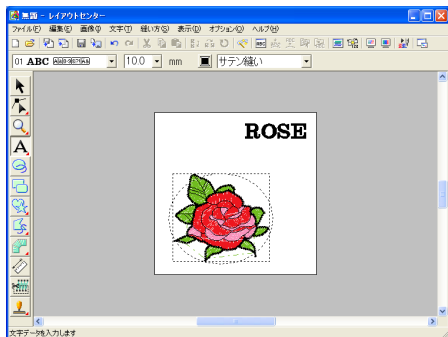 無題 - レイアウトセンター
ファイル(F) 編集(E) 画像(I) 文字(T) 縫い方(S) 表示(D) オプション(O) ヘルプ(H)
01 ABC 10.0 mm サテン縫い
ROSE
文字データを入力します